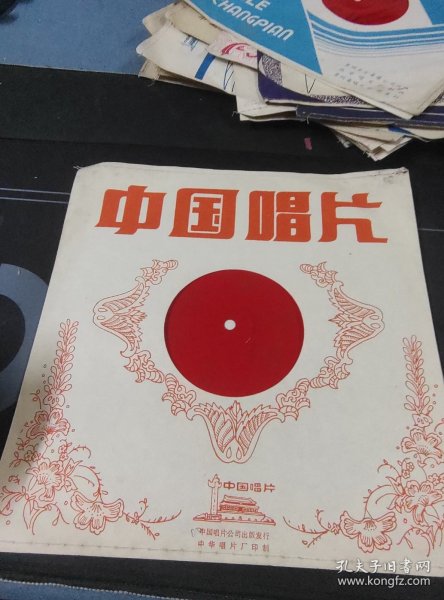 CHANGPIAN
中国唱片
中国唱片
中国唱片公司出版发行
中华唱片厂印制
孔夫子旧书网
www.kongfz.com